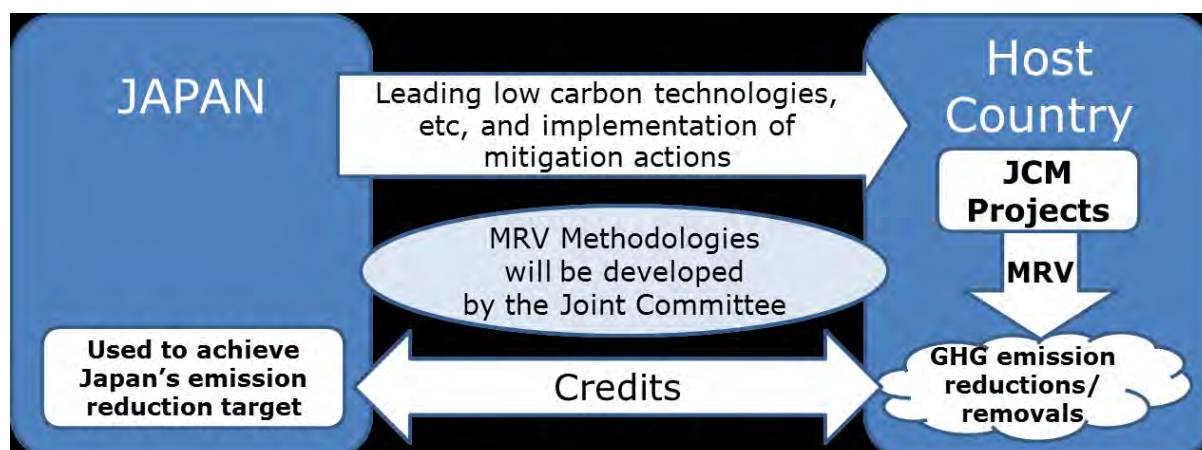 JAPAN
Leading low carbon technologies,
etc, and implementation of
mitigation actions
Host
Country
JCM
Projects
MRV
MRV Methodologies
will be developed
by the Joint Committee
Used to achieve
Japan's emission
reduction target
Credits
GHG emission
reductions/
removals